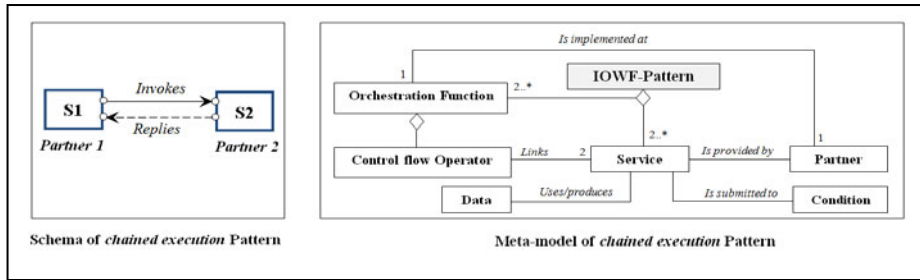 Invokes
S1
S2
Replies
Partner 1
Partner 2
Schema of chained execution Pattern
Is implemented at
1
IOWF-Pattern
2..*
Orchestration Function
2..*
1
Control flow Operator
Links
2
Service
Is provided by
Partner
Data
Uses/produces
Is submitted to
Condition
Meta-model of chained execution Pattern